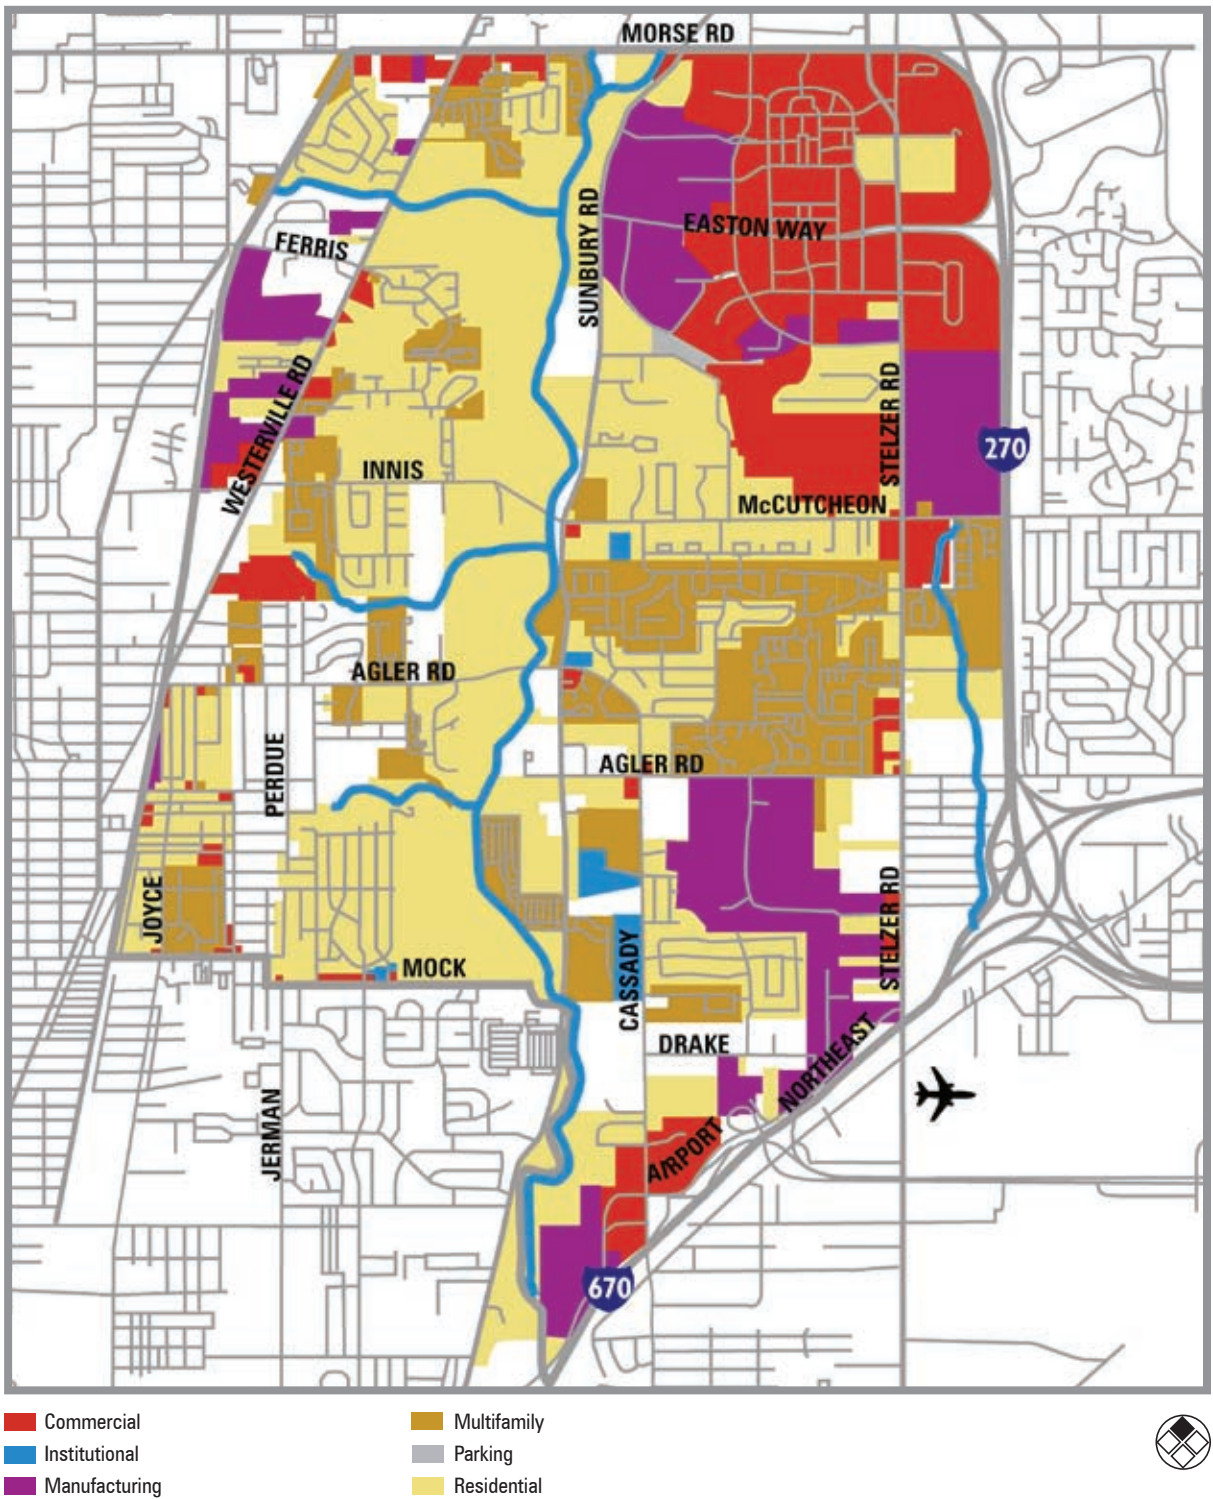 MORSE RD
SUNBURY RD
EASTON WAY
FERRIS
WESTERVILLE RD
STELZER RD
270
INNIS
McCUTCHEON
AGLER RD
PERDUE
AGLER RD
JOYCE
STELZER RD
MOCK
CASSADY
DRAKE
NORTHEAST
JERMAN
AIRPORT
670
Commercial
Institutional
Manufacturing
Multifamily
Parking
Residential